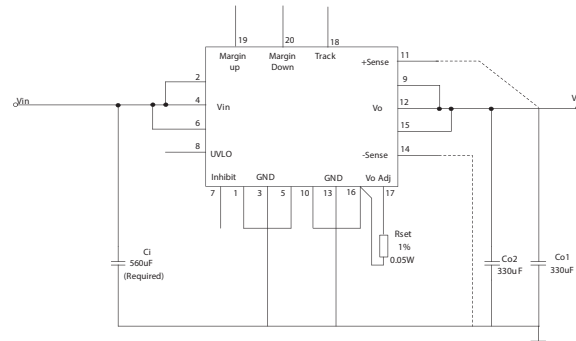 19 20 18
Margin up
Margin Down
Track
11
+Sense
2
9
Vin
4
Vin
Vo
12
V
6
15
8
UVLO
-Sense
14
Inhibit
GND
GND
Vo Adj
7 1 3 5 10 13 16 17
Rset
1%
0.05W
Ci
560uF
(Required)
Co2
330uF
Co1
330uF